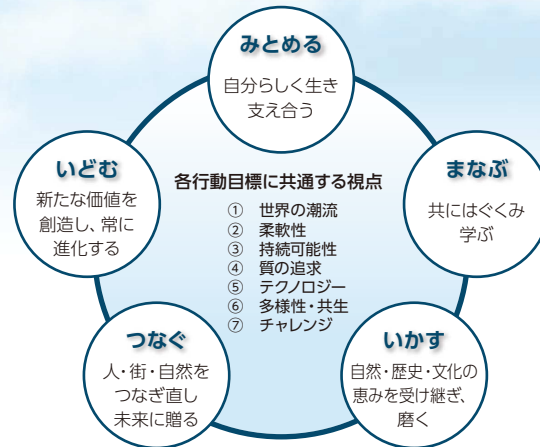 みとめる
自分らしく生き
支え合う
いどむ
新たな価値を
創造し、常に
進化する
各行動目標に共通する視点
① 世界の潮流
② 柔軟性
③ 持続可能性
④ 質の追求
⑤ テクノロジー
⑥ 多様性・共生
⑦ チャレンジ
まなぶ
共にはぐくみ
学ぶ
つなぐ
人・街・自然を
つなぎ直し
未来に贈る
いかす
自然・歴史・文化の
恵みを受け継ぎ、
磨く